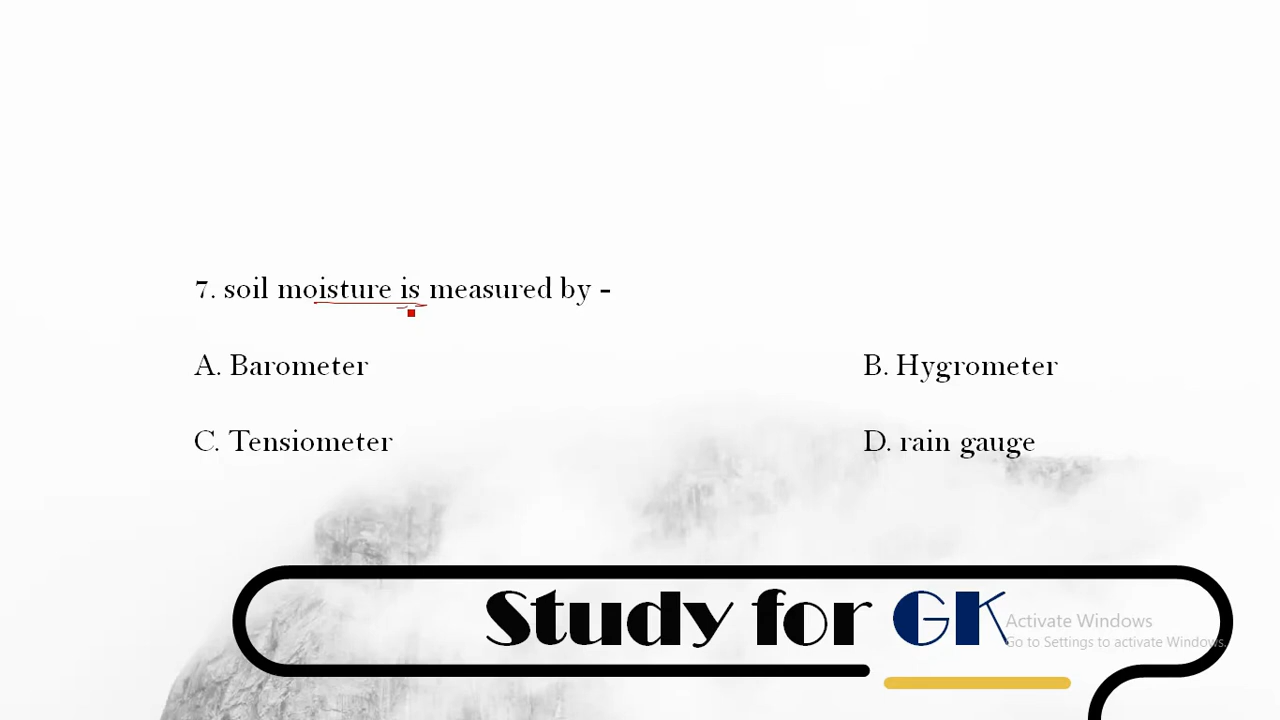 7. soil moisture is measured by -
A. Barometer
B. Hygrometer
C. Tensiometer
D. rain gauge
Study for GK
Activate Windows
Go to Settings to activate Windows.